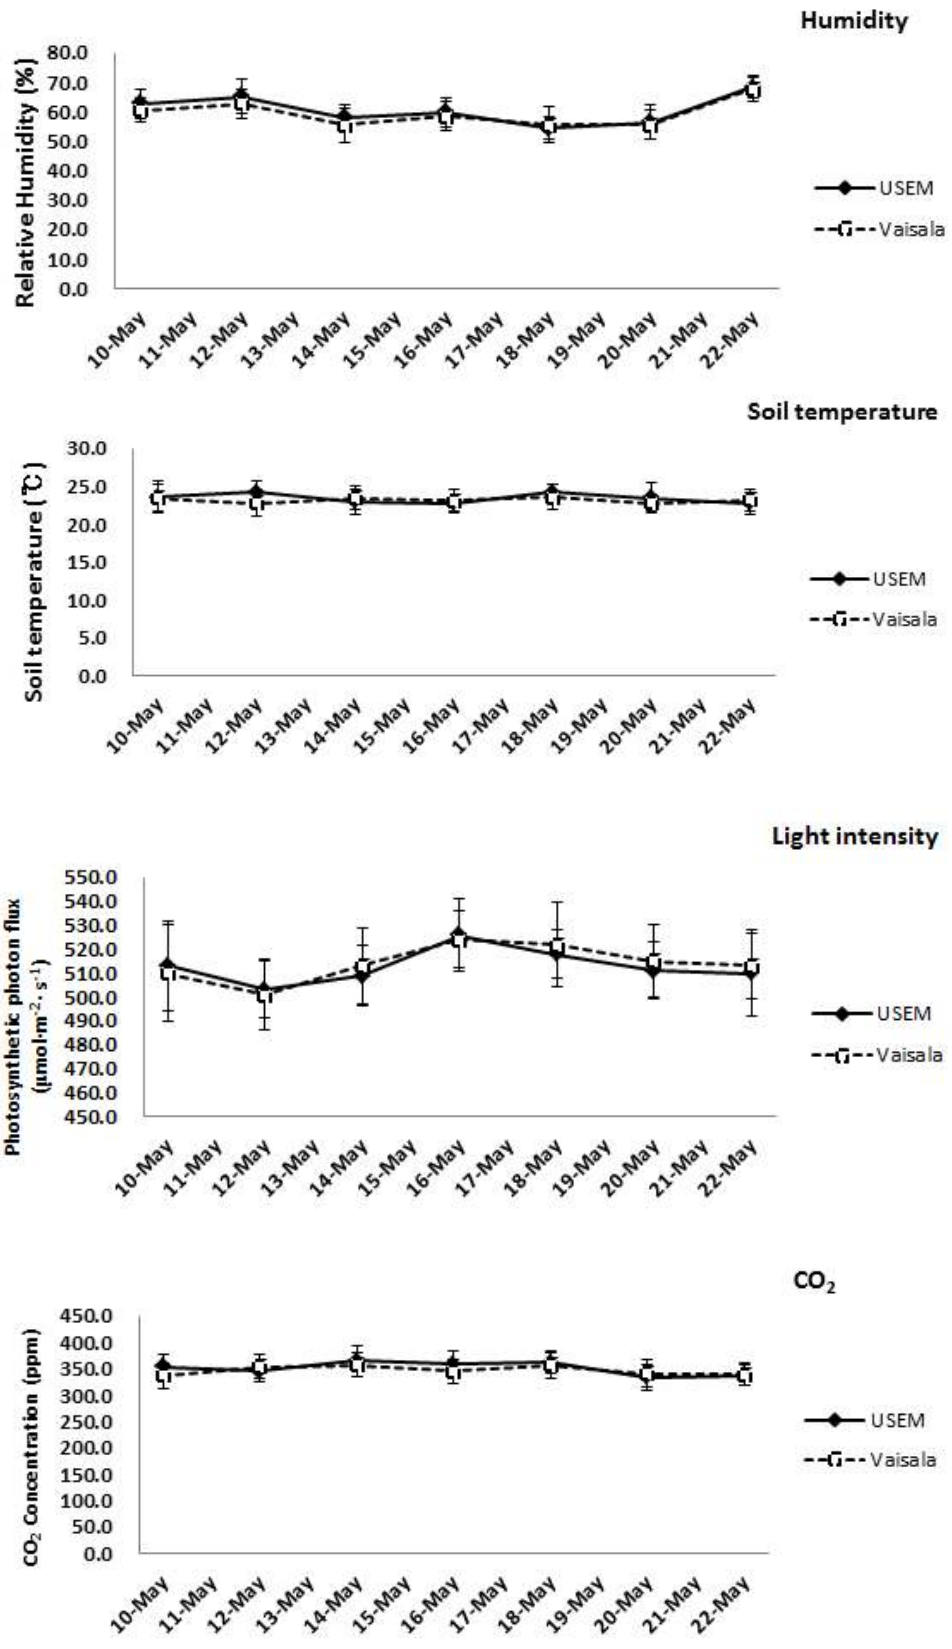 Humidity
Relative Humidity (%)
80.0
70.0
60.0
50.0
40.0
30.0
20.0
10.0
0.0
10-May 11-May 12-May 13-May 14-May 15-May 16-May 17-May 18-May 19-May 20-May 21-May 22-May
USEM
Vaisala
Soil temperature
Soil temperature (℃)
30.0
25.0
20.0
15.0
10.0
5.0
0.0
10-May 11-May 12-May 13-May 14-May 15-May 16-May 17-May 18-May 19-May 20-May 21-May 22-May
USEM
Vaisala
Light intensity
Photosynthetic photon flux
(μmol·m⁻²· s⁻¹)
550.0
540.0
530.0
520.0
510.0
500.0
490.0
480.0
470.0
460.0
450.0
10-May 11-May 12-May 13-May 14-May 15-May 16-May 17-May 18-May 19-May 20-May 21-May 22-May
USEM
Vaisala
CO₂
CO₂ Concentration (ppm)
450.0
400.0
350.0
300.0
250.0
200.0
150.0
100.0
50.0
0.0
10-May 11-May 12-May 13-May 14-May 15-May 16-May 17-May 18-May 19-May 20-May 21-May 22-May
USEM
Vaisala